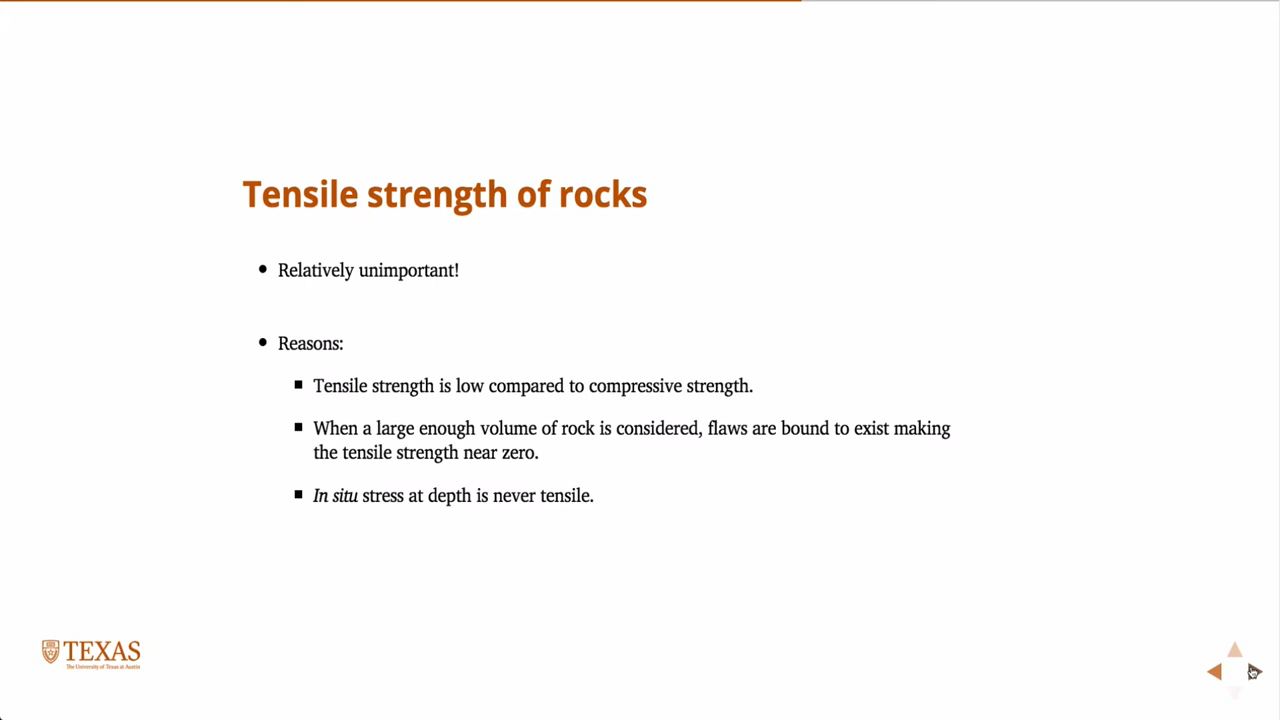 Tensile strength of rocks
• Relatively unimportant!
• Reasons:
▪ Tensile strength is low compared to compressive strength.
▪ When a large enough volume of rock is considered, flaws are bound to exist making
the tensile strength near zero.
▪ In situ stress at depth is never tensile.
TEXAS
The University of Texas at Austin